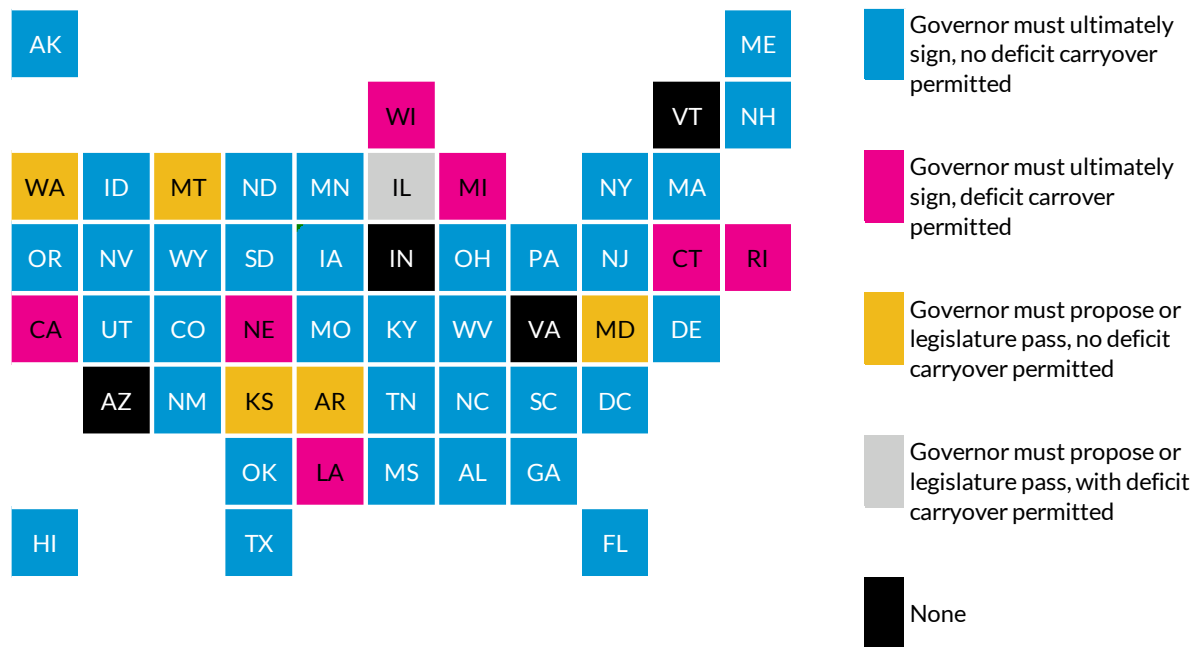 AK
ME
WI
VT
NH
WA
ID
MT
ND
MN
IL
MI
NY
MA
OR
NV
WY
SD
IA
IN
OH
PA
NJ
CT
RI
CA
UT
CO
NE
MO
KY
WV
VA
MD
DE
AZ
NM
KS
AR
TN
NC
SC
DC
OK
LA
MS
AL
GA
HI
TX
FL
Governor must ultimately
sign, no deficit carryover
permitted
Governor must ultimately
sign, deficit carrover
permitted
Governor must propose or
legislature pass, no deficit
carryover permitted
Governor must propose or
legislature pass, with deficit
carryover permitted
None